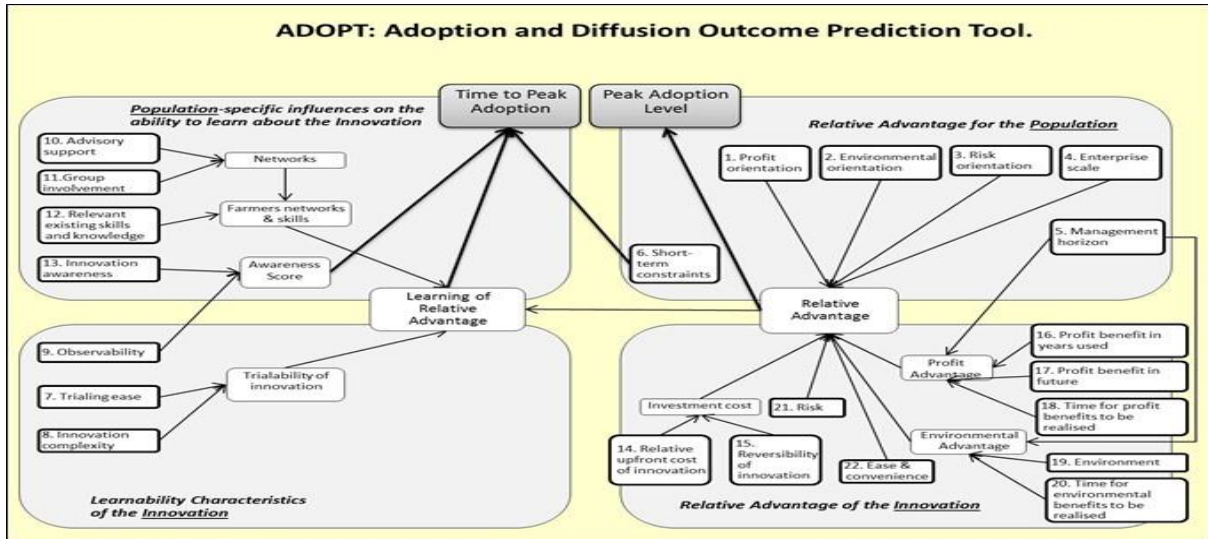 ADOPT: Adoption and Diffusion Outcome Prediction Tool.
Time to Peak
Adoption
Peak Adoption
Level
Population-specific influences on the
ability to learn about the Innovation
10. Advisory
support
Networks
11.Group
involvement
12. Relevant
existing skills
and knowledge
Farmers networks
& skills
13. Innovation
awareness
Awareness
Score
Learning of
Relative
Advantage
Relative Advantage for the Population
1. Profit
orientation
2. Environmental
orientation
3. Risk
orientation
4. Enterprise
scale
5. Management
horizon
6. Short-
term
constraints
Relative
Advantage
9. Observability
Trialability of
innovation
7. Trialing ease
8. Innovation
complexity
Learnability Characteristics
of the Innovation
16. Profit benefit in
years used
Profit
Advantage
17. Profit benefit in
future
18. Time for profit
benefits to be
realised
Investment cost
21. Risk
14. Relative
upfront cost
of innovation
15.
Reversibility
of
innovation
22. Ease &
convenience
Environmental
Advantage
19. Environment
20. Time for
environmental
benefits to be
realised
Relative Advantage of the Innovation